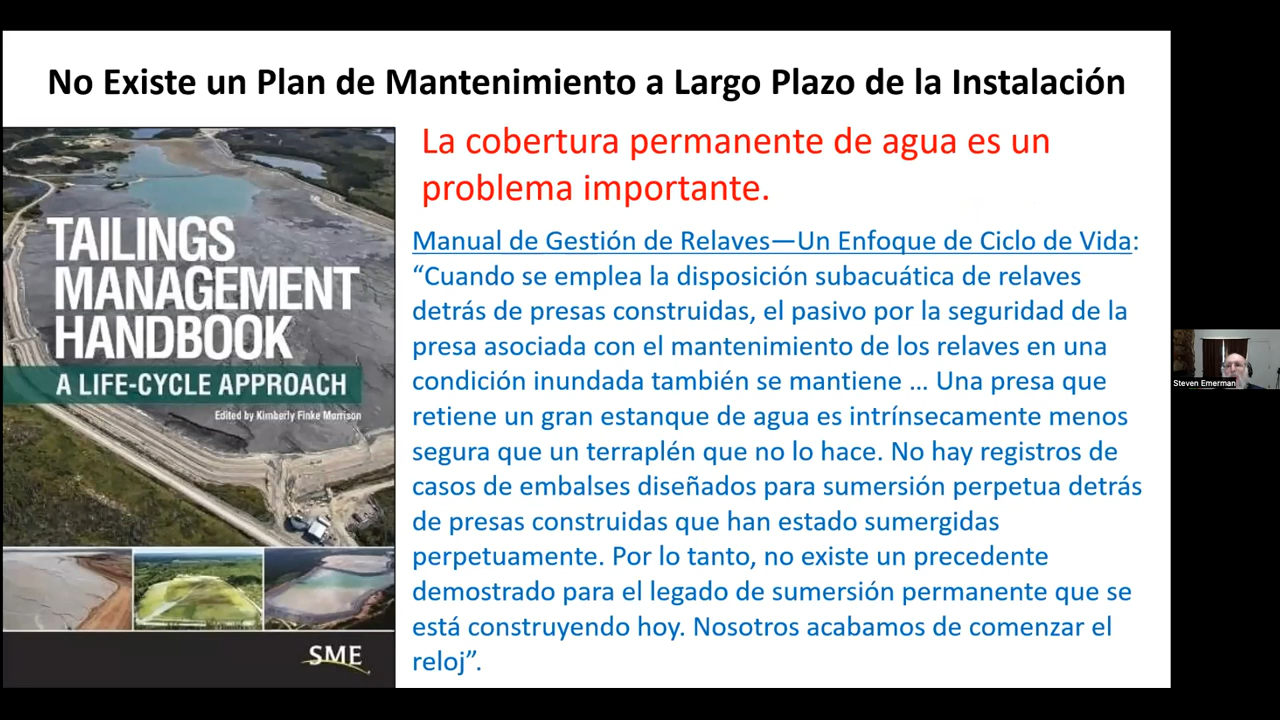 No Existe un Plan de Mantenimiento a Largo Plazo de la Instalación
TAILINGS
MANAGEMENT
HANDBOOK
A LIFE-CYCLE APPROACH
Edited by Kimberly Finke Morrison
SME
La cobertura permanente de agua es un
problema importante.
Manual de Gestión de Relaves—Un Enfoque de Ciclo de Vida:
“Cuando se emplea la disposición subacuática de relaves
detrás de presas construidas, el pasivo por la seguridad de la
presa asociada con el mantenimiento de los relaves en una
condición inundada también se mantiene … Una presa que
retiene un gran estanque de agua es intrínsecamente menos
segura que un terraplén que no lo hace. No hay registros de
casos de embalses diseñados para sumersión perpetua detrás
de presas construidas que han estado sumergidas
perpetuamente. Por lo tanto, no existe un precedente
demostrado para el legado de sumersión permanente que se
está construyendo hoy. Nosotros acabamos de comenzar el
reloj”.
Steven Emerman